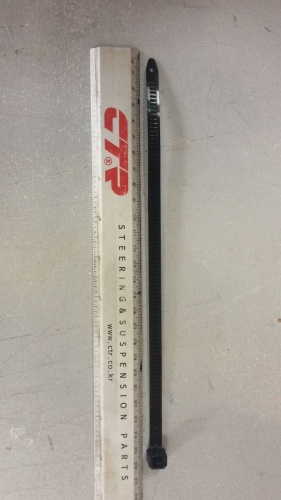 CTR®
STEERING & SUSPENSION PARTS
www.ctr.co.kr